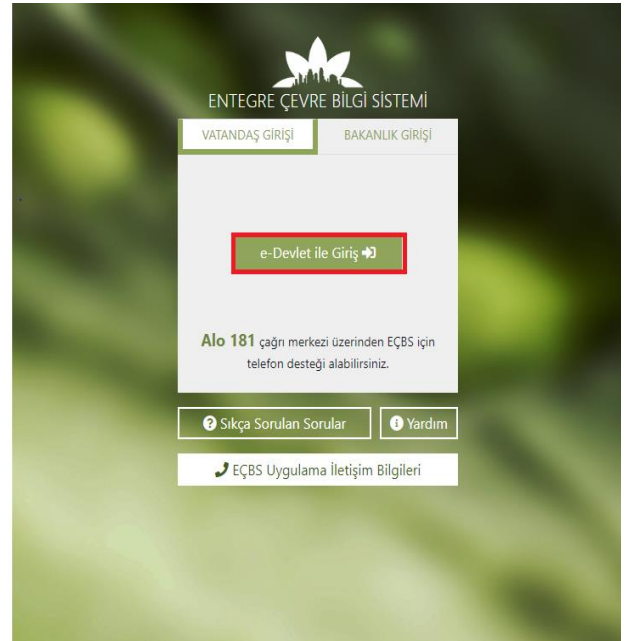 ENTEGRE ÇEVRE BİLGİ SİSTEMİ
VATANDAŞ GİRİŞİ
BAKANLIK GİRİŞİ
e-Devlet ile Giriş
Alo 181 çağrı merkezi üzerinden EÇBS için
telefon desteği alabilirsiniz.
Sıkça Sorulan Sorular
Yardım
EÇBS Uygulama İletişim Bilgileri